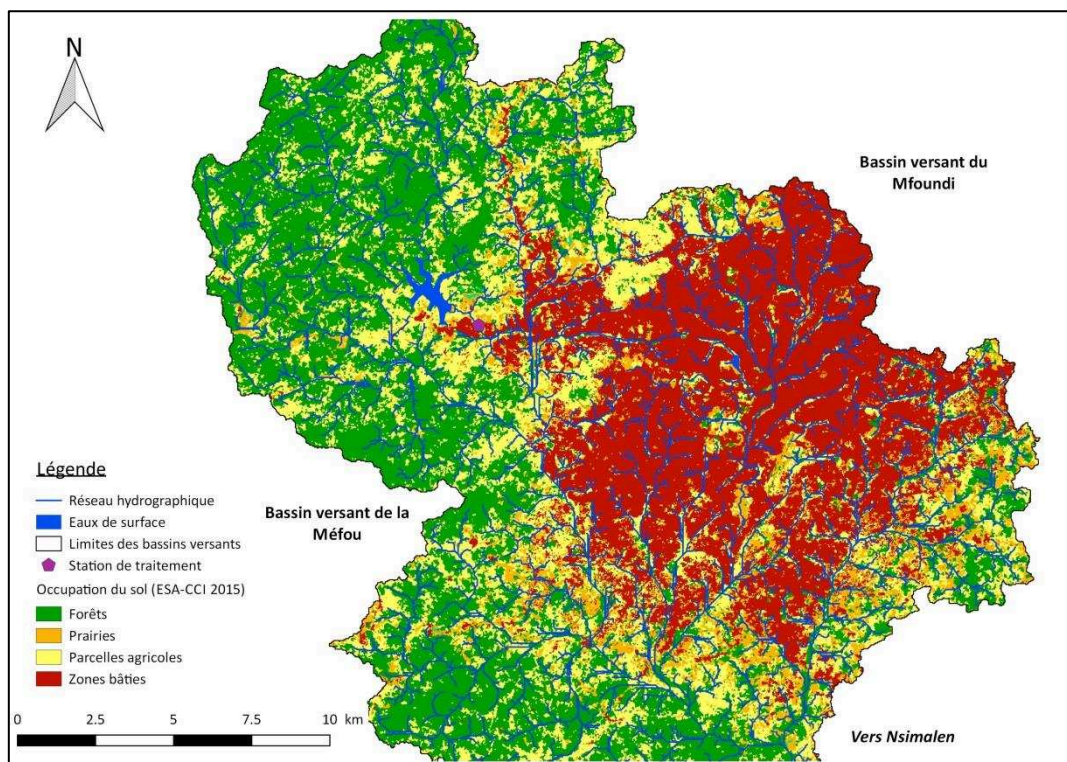 N
Bassin versant du
Mfoundi
Légende
Réseau hydrographique
Eaux de surface
Limites des bassins versants
Station de traitement
Occupation du sol (ESA-CCI 2015)
Forêts
Prairies
Parcelles agricoles
Zones bâties
Bassin versant de la
Méfou
0 2.5 5 7.5 10 km
Vers Nsimalen